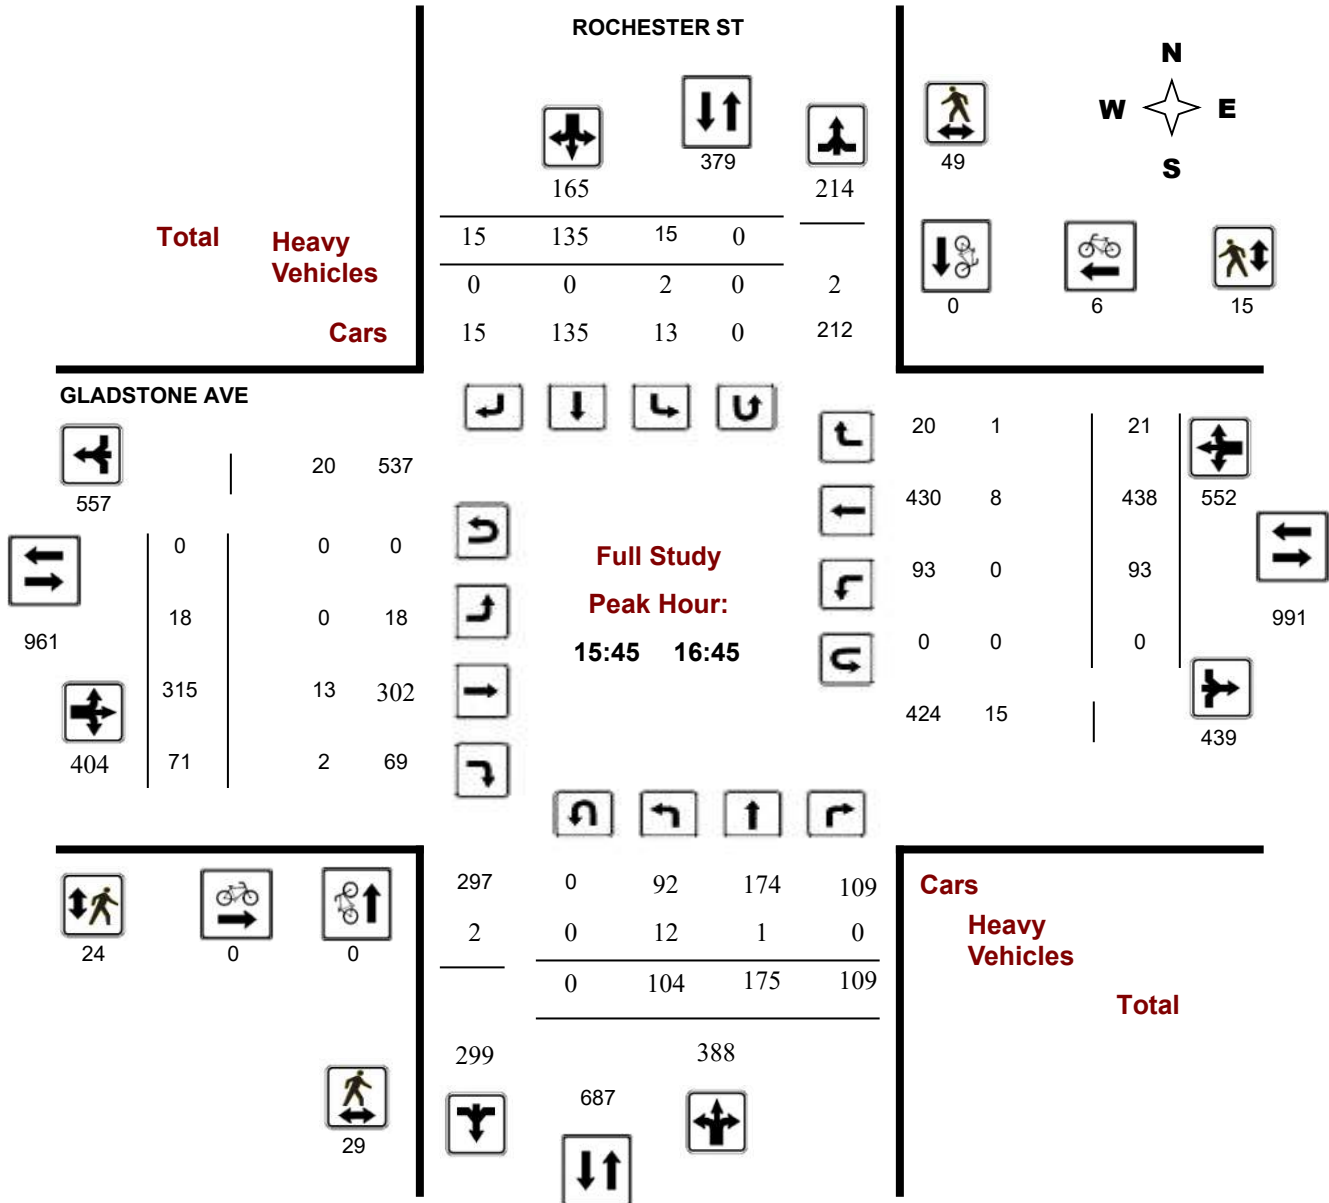 ROCHESTER ST
N
W E
S
379
49
165
214
Total Heavy Vehicles
15 135 15 0
0 0 2 0 2
0 6 15
Cars
15 135 13 0 212
GLADSTONE AVE
20 1 21
20 537
557
430 8 438 552
0 0 0
Full Study
93 0 93
Peak Hour:
18 0 18
991
961
15:45 16:45
0 0 0
315 13 302
424 15
439
404 71 2 69
297 0 92 174 109
Cars
2 0 12 1 0
Heavy
Vehicles
24 0 0
0 104 175 109
Total
299 388
687
29